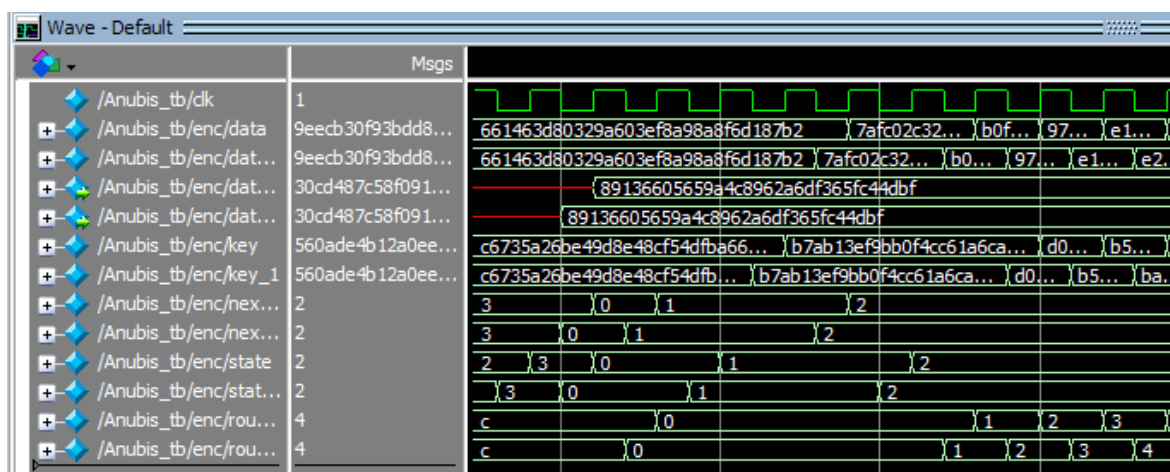 Wave - Default
Msgs
/Anubis_tb/clk 1
/Anubis_tb/enc/data 9eecb30f93bdd8... 661463d80329a603ef8a98a8f6d187b2 7afc02c32... b0f... 97... e1...
/Anubis_tb/enc/dat... 9eecb30f93bdd8... 661463d80329a603ef8a98a8f6d187b2 7afc02c32... b0... 97... e1... e2.
/Anubis_tb/enc/dat... 30cd487c58f091... 89136605659a4c8962a6df365fc44dbf
/Anubis_tb/enc/dat... 30cd487c58f091... 89136605659a4c8962a6df365fc44dbf
/Anubis_tb/enc/key 560ade4b12a0ee... c6735a26be49d8e48cf54dfba66... b7ab13ef9bb0f4cc61a6ca... d0... b5...
/Anubis_tb/enc/key_1 560ade4b12a0ee... c6735a26be49d8e48cf54dfb... b7ab13ef9bb0f4cc61a6ca... d0... b5... ba.
/Anubis_tb/enc/nex... 2 3 0 1 2
/Anubis_tb/enc/nex... 2 3 0 1 2
/Anubis_tb/enc/state 2 2 3 0 1 2
/Anubis_tb/enc/stat... 2 3 0 1 2
/Anubis_tb/enc/rou... 4 c 0 1 2 3
/Anubis_tb/enc/rou... 4 c 0 1 2 3 4